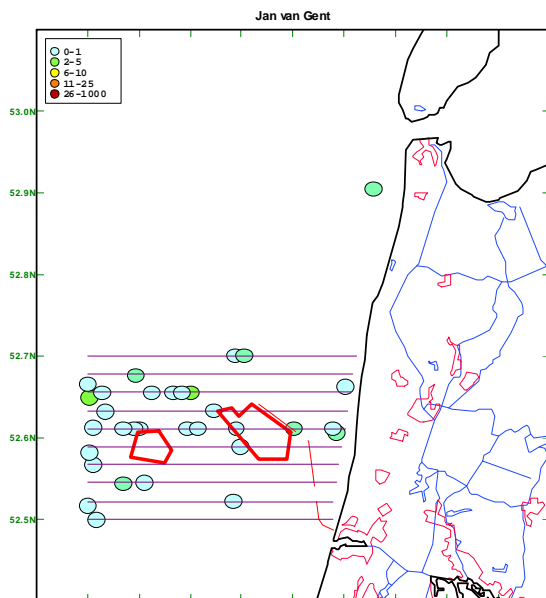 Jan van Gent
0-1
2-5
6-10
11-25
26-1000
53.0N
52.9N
52.8N
52.7N
52.6N
52.5N